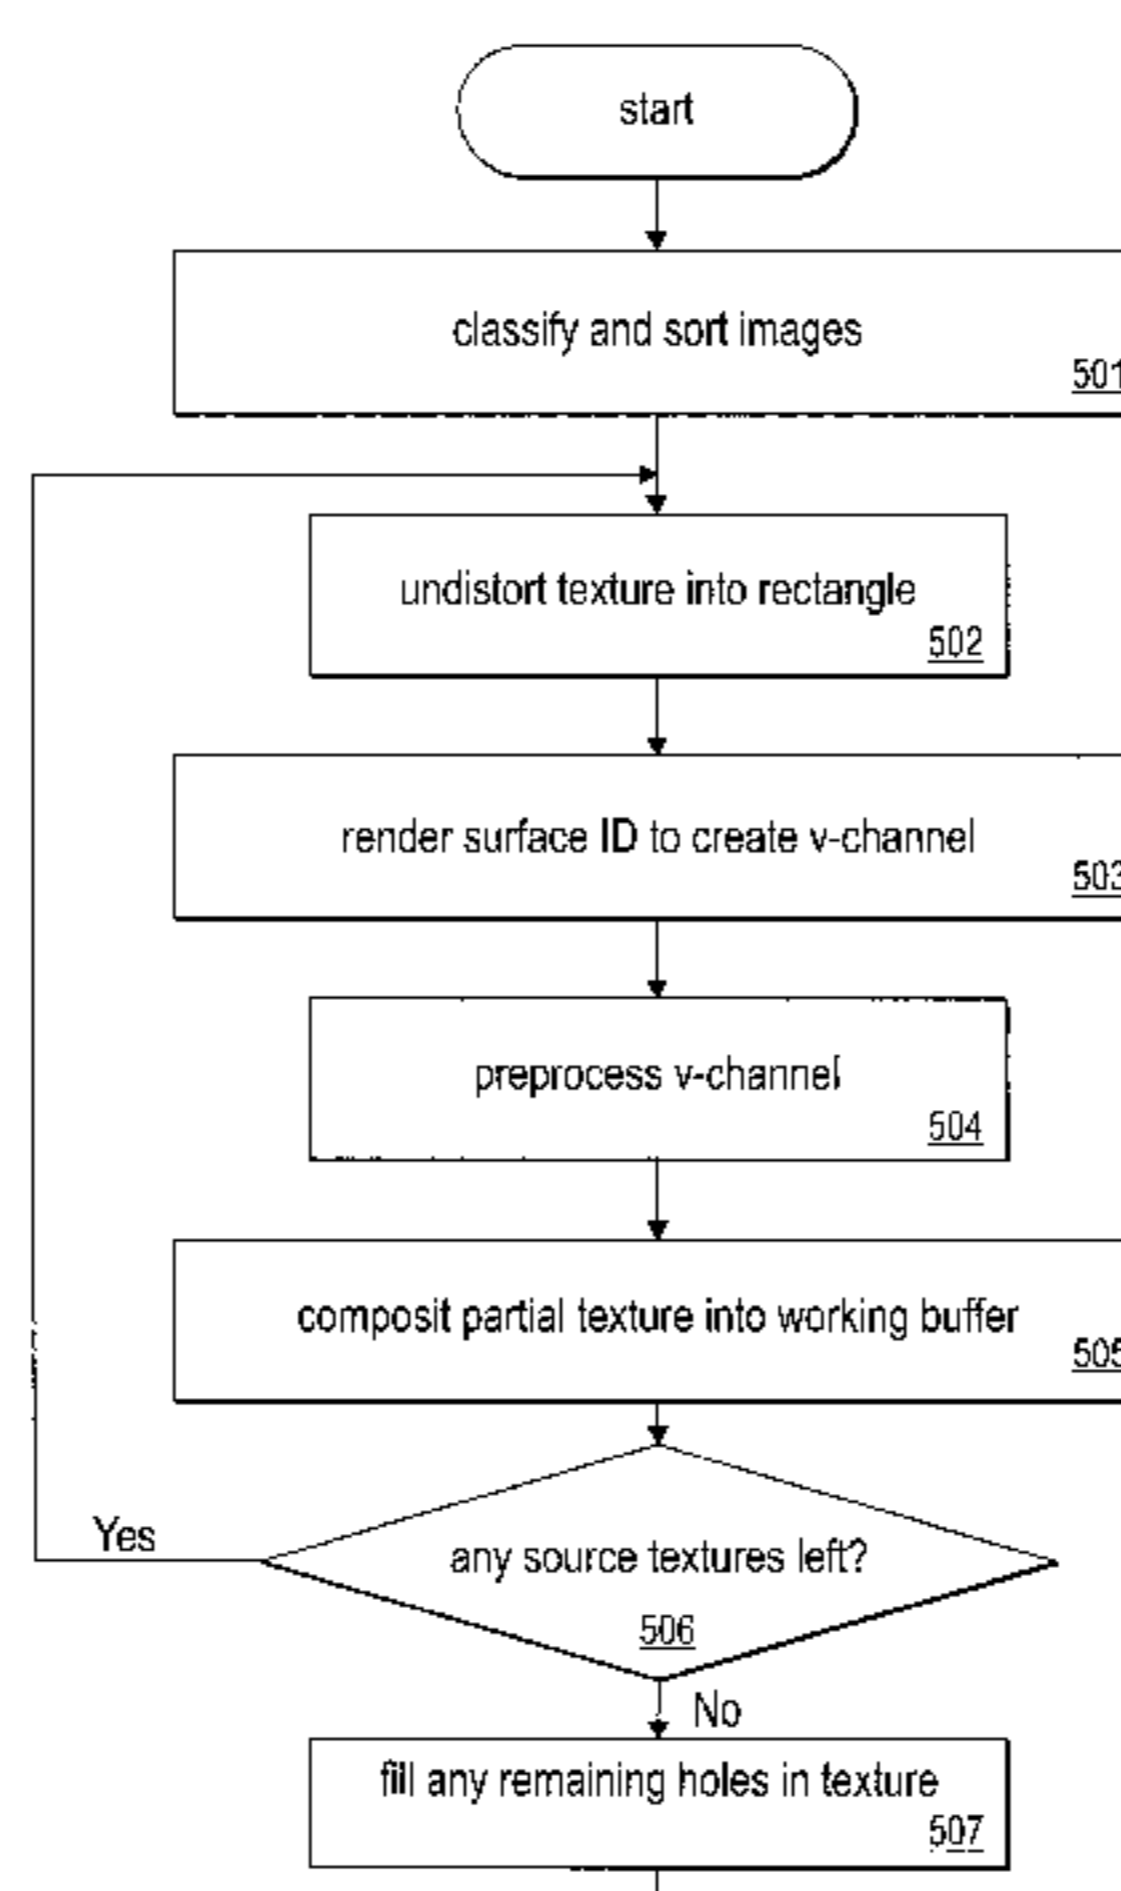 start
classify and sort images
501
undistort texture into rectangle
502
render surface ID to create v-channel
503
preprocess v-channel
504
composit partial texture into working buffer
505
Yes
any source textures left?
506
No
fill any remaining holes in texture
507